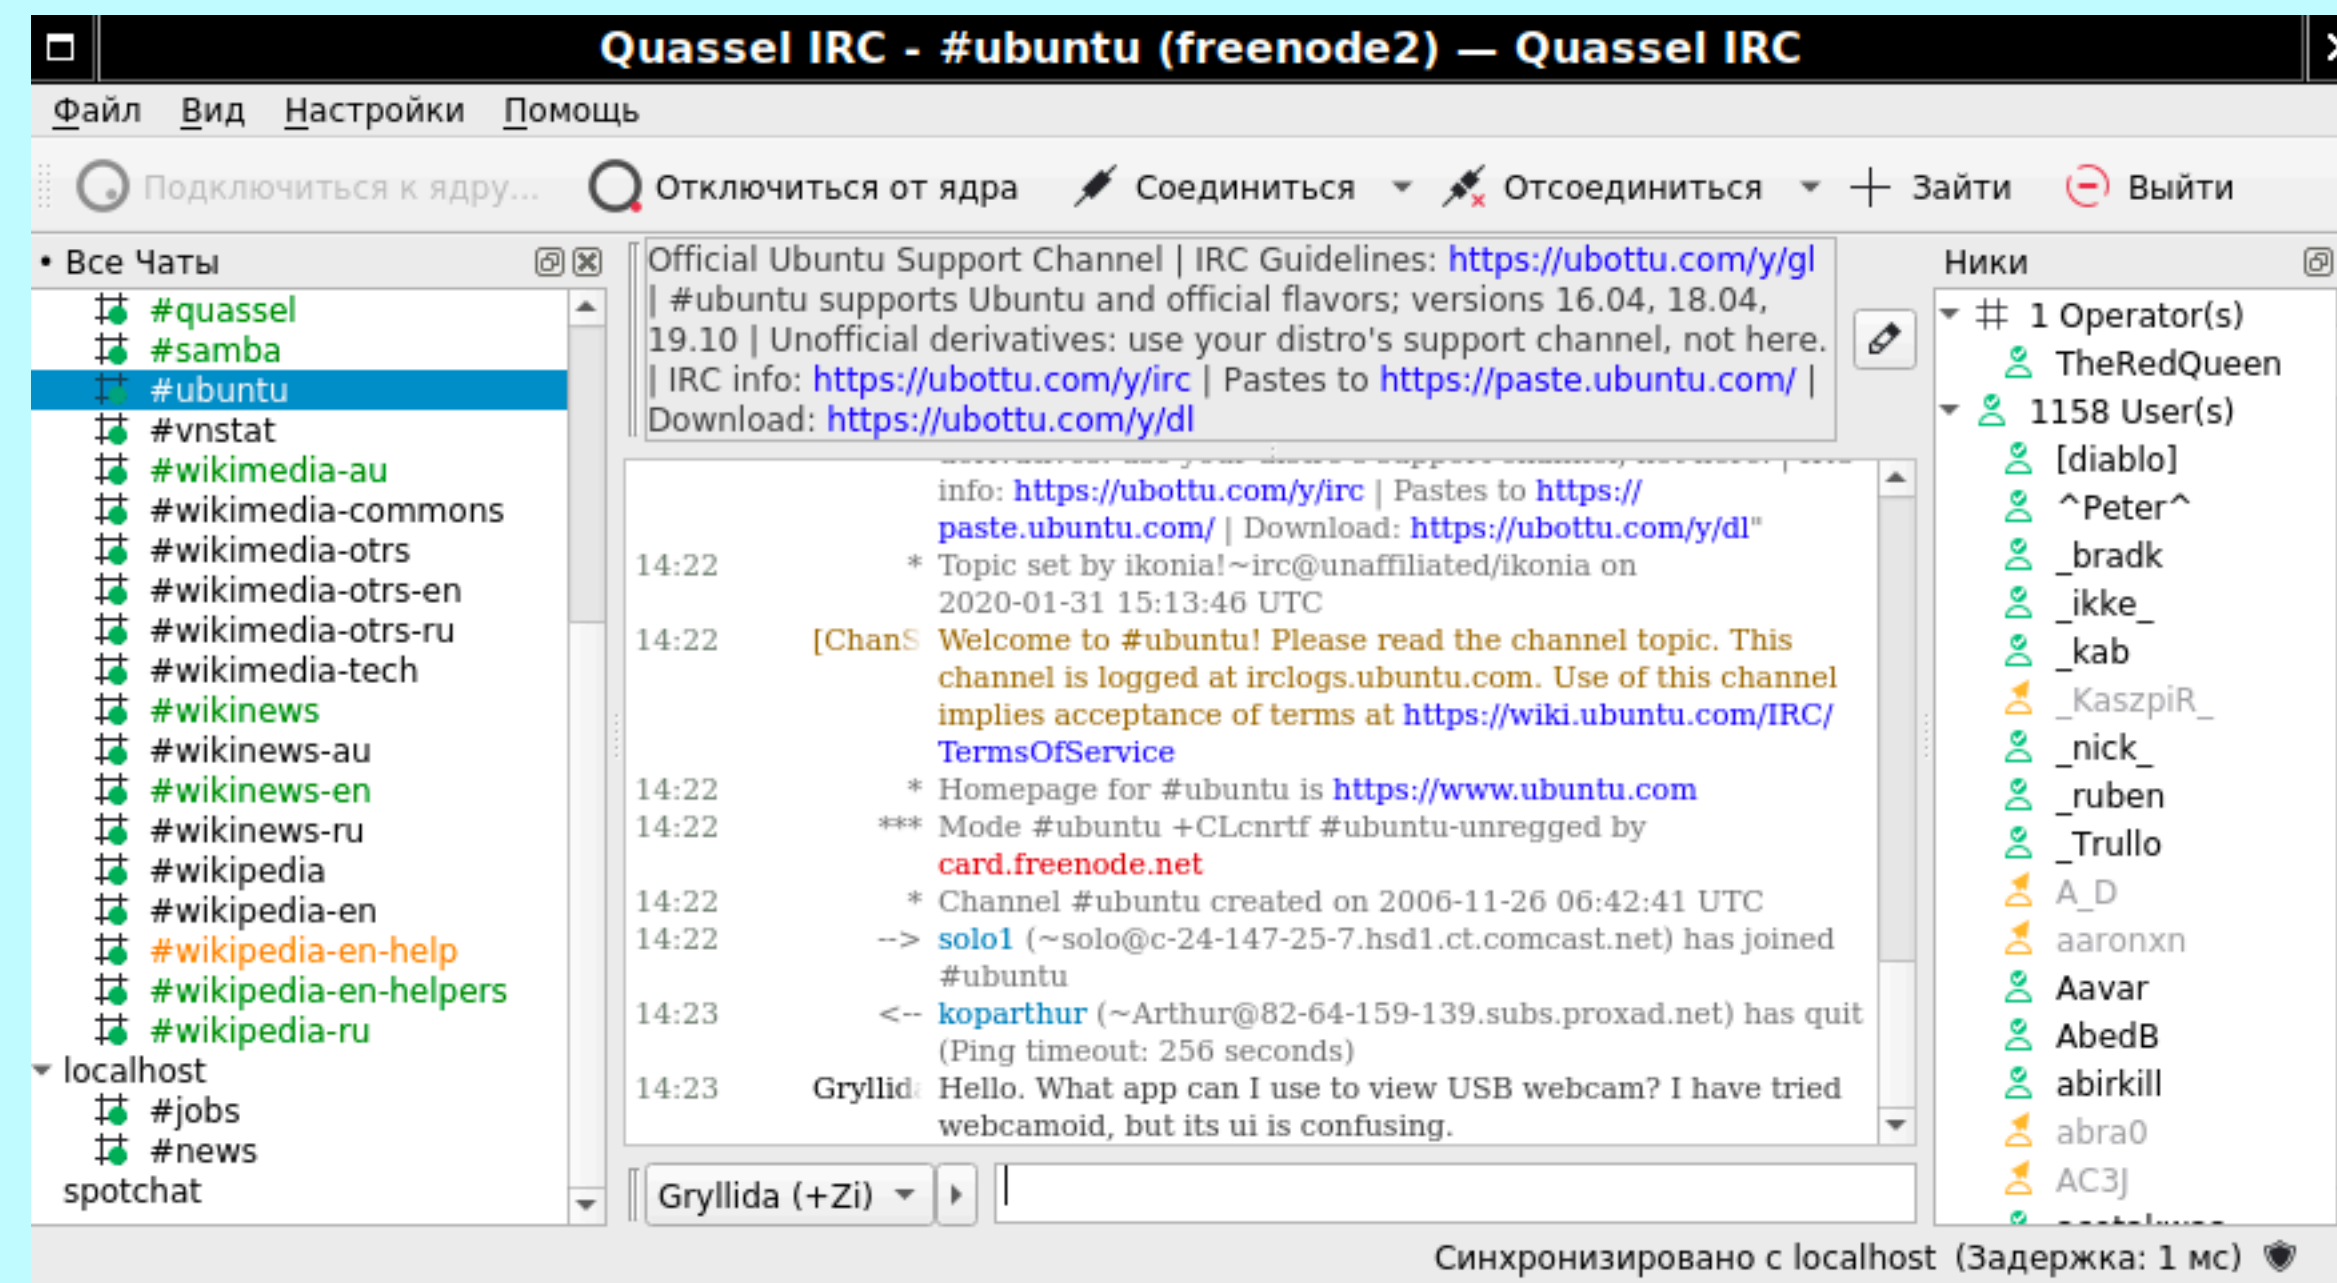 Quassel IRC - #ubuntu (freenode2) — Quassel IRC
Файл Вид Настройки Помощь
Подключиться к ядру... Отключиться от ядра Соединиться Отсоединиться Зайти Выйти
• Все Чаты
#quassel
#samba
#ubuntu
#vnstat
#wikimedia-au
#wikimedia-commons
#wikimedia-otrs
#wikimedia-otrs-en
#wikimedia-otrs-ru
#wikimedia-tech
#wikinews
#wikinews-au
#wikinews-en
#wikinews-ru
#wikipedia
#wikipedia-en
#wikipedia-en-help
#wikipedia-en-helpers
#wikipedia-ru
localhost
#jobs
#news
spotchat
Official Ubuntu Support Channel | IRC Guidelines: https://ubottu.com/y/gl
| #ubuntu supports Ubuntu and official flavors; versions 16.04, 18.04,
19.10 | Unofficial derivatives: use your distro's support channel, not here.
| IRC info: https://ubottu.com/y/irc | Pastes to https://paste.ubuntu.com/ |
Download: https://ubottu.com/y/dl
info: https://ubottu.com/y/irc | Pastes to https://
paste.ubuntu.com/ | Download: https://ubottu.com/y/dl"
14:22 * Topic set by ikonia!~irc@unaffiliated/ikonia on
2020-01-31 15:13:46 UTC
14:22 [ChanS Welcome to #ubuntu! Please read the channel topic. This
channel is logged at irclogs.ubuntu.com. Use of this channel
implies acceptance of terms at https://wiki.ubuntu.com/IRC/
TermsOfService
14:22 * Homepage for #ubuntu is https://www.ubuntu.com
14:22 *** Mode #ubuntu +CLcnrtf #ubuntu-unregged by
card.freenode.net
14:22 * Channel #ubuntu created on 2006-11-26 06:42:41 UTC
14:22 --> solo1 (~solo@c-24-147-25-7.hsd1.ct.comcast.net) has joined
#ubuntu
14:23 <-- koparthur (~Arthur@82-64-159-139.subs.proxad.net) has quit
(Ping timeout: 256 seconds)
14:23 Gryllida Hello. What app can I use to view USB webcam? I have tried
webcamoid, but its ui is confusing.
Gryllida (+Zi)
Ники
1 Operator(s)
TheRedQueen
1158 User(s)
[diablo]
^Peter^
_bradk
_ikke_
_kab
_KaszpiR_
_nick_
_ruben
_Trullo
A_D
aaronxn
Aavar
AbedB
abirkill
abra0
AC3J
Синхронизировано с localhost (Задержка: 1 мс)